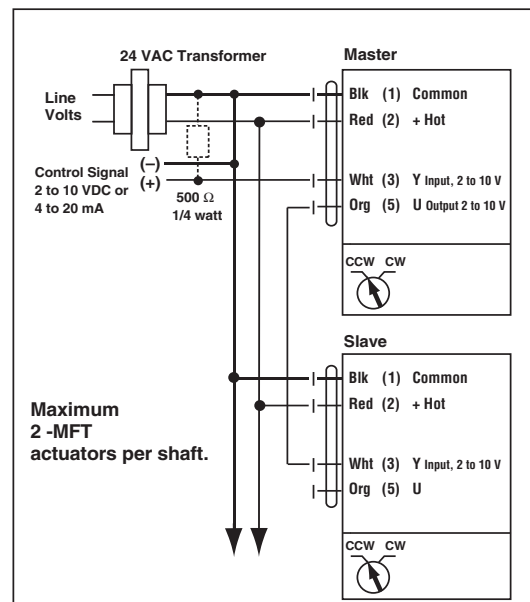 24 VAC Transformer
Line
Volts
Control Signal (–)
2 to 10 VDC or (+)
4 to 20 mA
500 Ω
1/4 watt
Master
Blk (1) Common
Red (2) + Hot
Wht (3) Y Input, 2 to 10 V
Org (5) U Output 2 to 10 V
CCW CW
Slave
Blk (1) Common
Red (2) + Hot
Wht (3) Y Input, 2 to 10 V
Org (5) U
CCW CW
Maximum
2 -MFT
actuators per shaft.